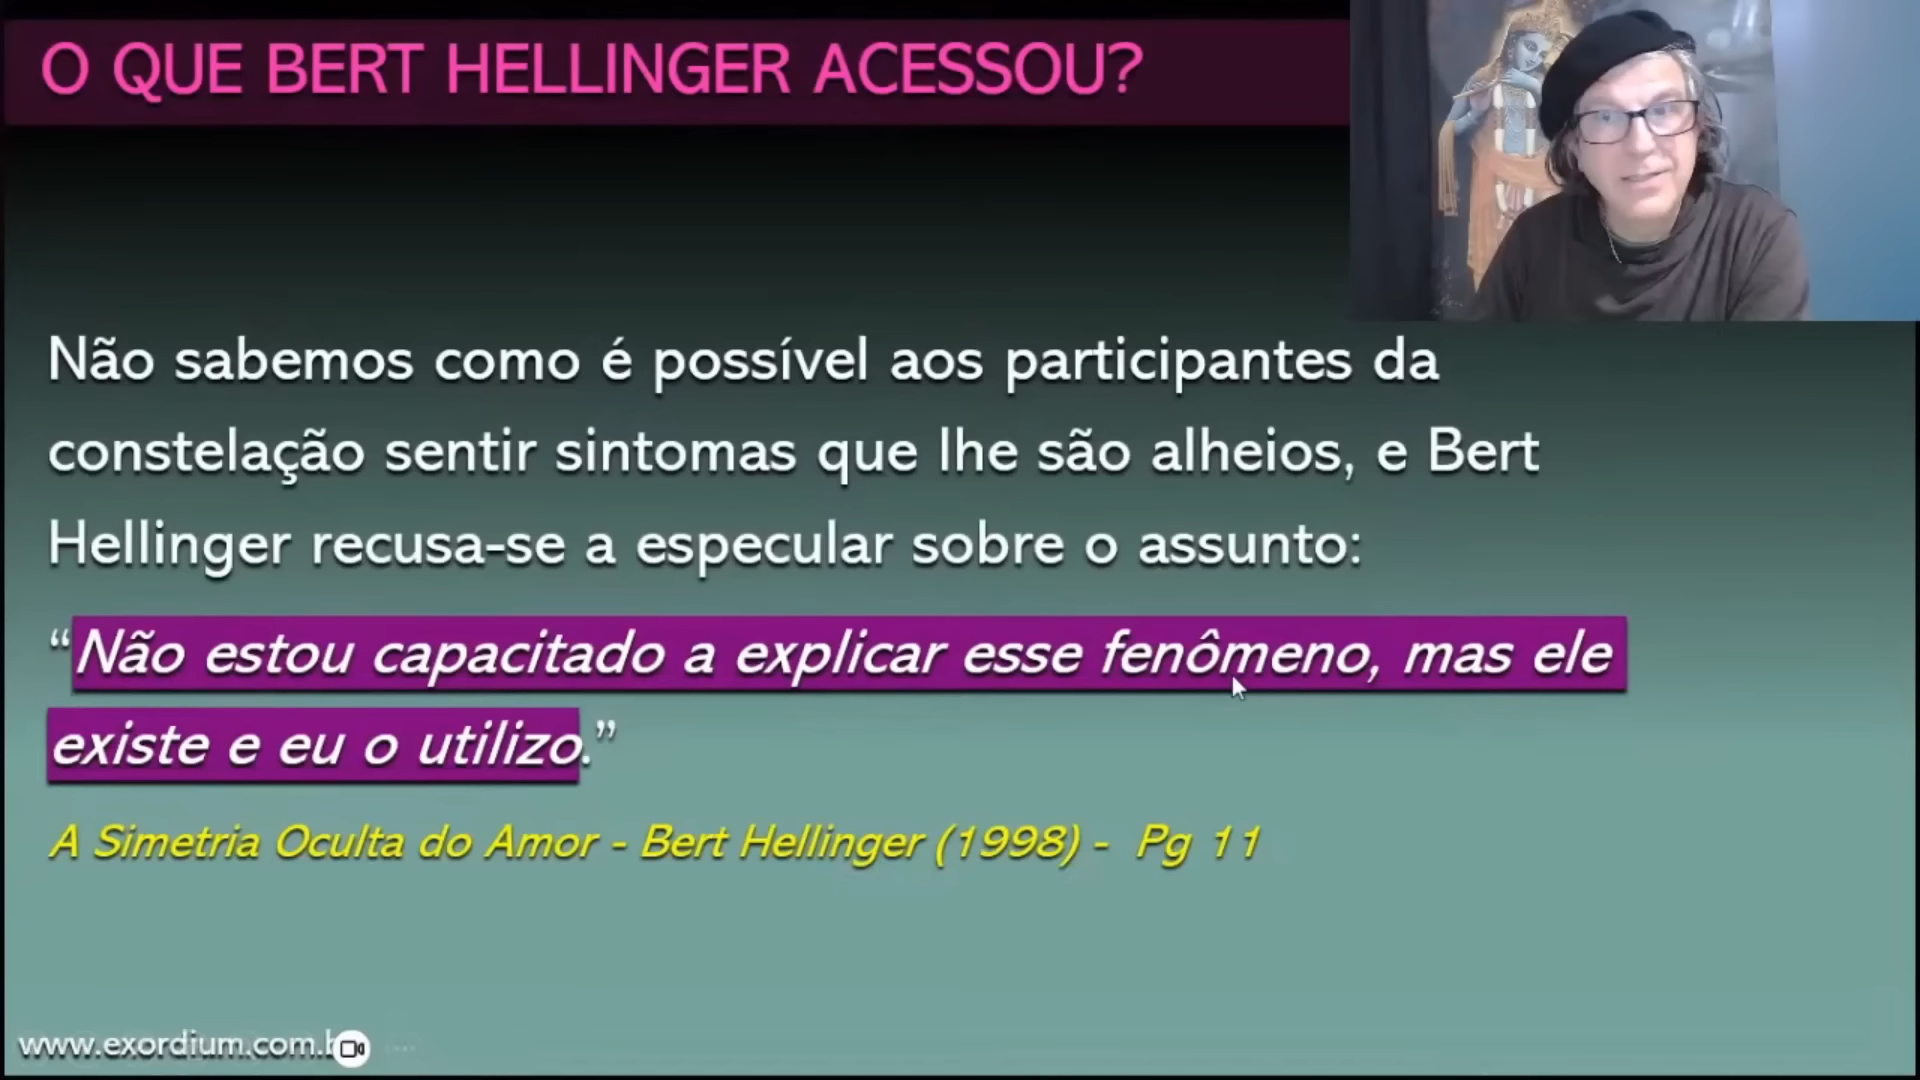 O QUE BERT HELLINGER ACESSOU?
Não sabemos como é possível aos participantes da
constelação sentir sintomas que lhe são alheios, e Bert
Hellinger recusa-se a especular sobre o assunto:
“Não estou capacitado a explicar esse fenômeno, mas ele
existe e eu o utilizo.”
A Simetria Oculta do Amor - Bert Hellinger (1998) - Pg 11
www.exordium.com.b